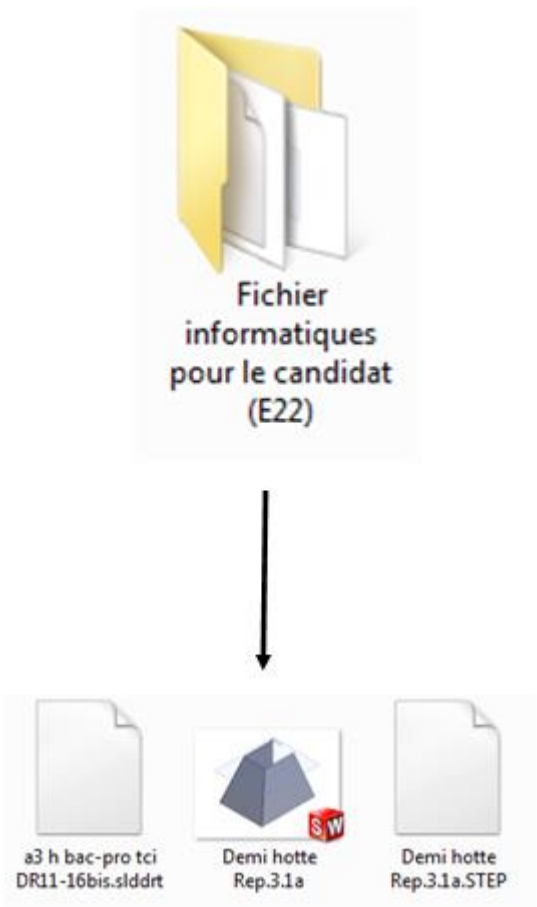 Fichier
informatiques
pour le candidat
(E22)
SW
a3 h bac-pro tci
DR11-16bis.slddrt
Demi hotte
Rep.3.1a
Demi hotte
Rep.3.1a.STEP